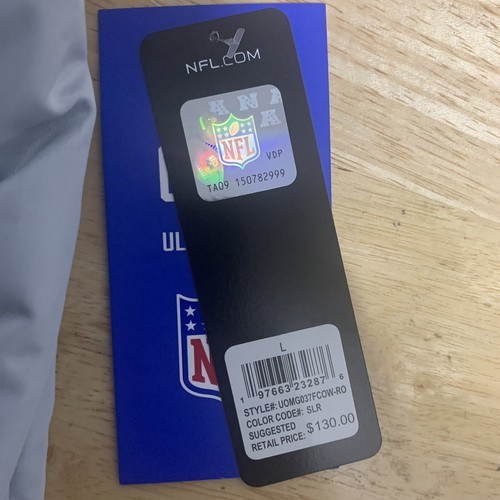 NFL.COM
NFL
VDP
TA09 150782999
UL
N
L
1 97663 23287 6
STYLE#: UOMG037FCOW-RO
COLOR CODE#: SLR
SUGGESTED
RETAIL PRICE: $130.00